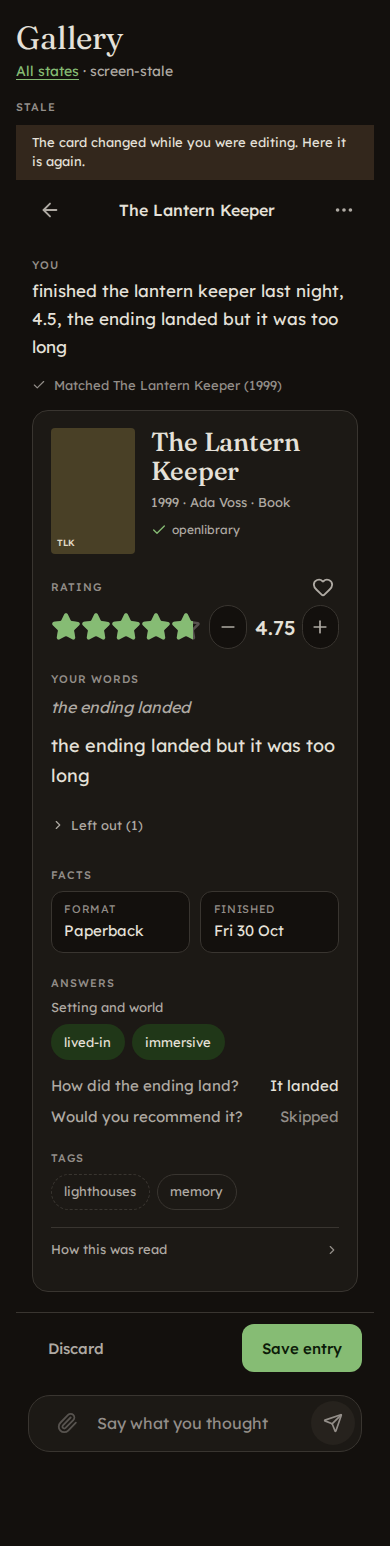 Gallery
All states · screen-stale
STALE
The card changed while you were editing. Here it
is again.
The Lantern Keeper
YOU
finished the lantern keeper last night,
4.5, the ending landed but it was too
long
Matched The Lantern Keeper (1999)
TLK
The Lantern
Keeper
1999 · Ada Voss · Book
openlibrary
RATING
4.75
YOUR WORDS
the ending landed
the ending landed but it was too
long
Left out (1)
FACTS
FORMAT
Paperback
FINISHED
Fri 30 Oct
ANSWERS
Setting and world
lived-in
immersive
How did the ending land? It landed
Would you recommend it? Skipped
TAGS
lighthouses
memory
How this was read
Discard
Save entry
Say what you thought